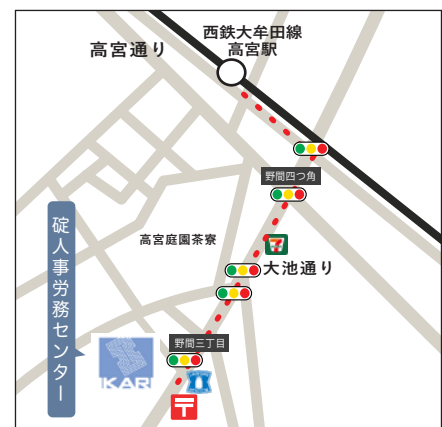 西鉄大牟田線
高宮駅
高宮通り
野間四つ角
高宮庭園茶寮
7
大池通り
碇人事労務センター
野間三丁目
IKARI
〒